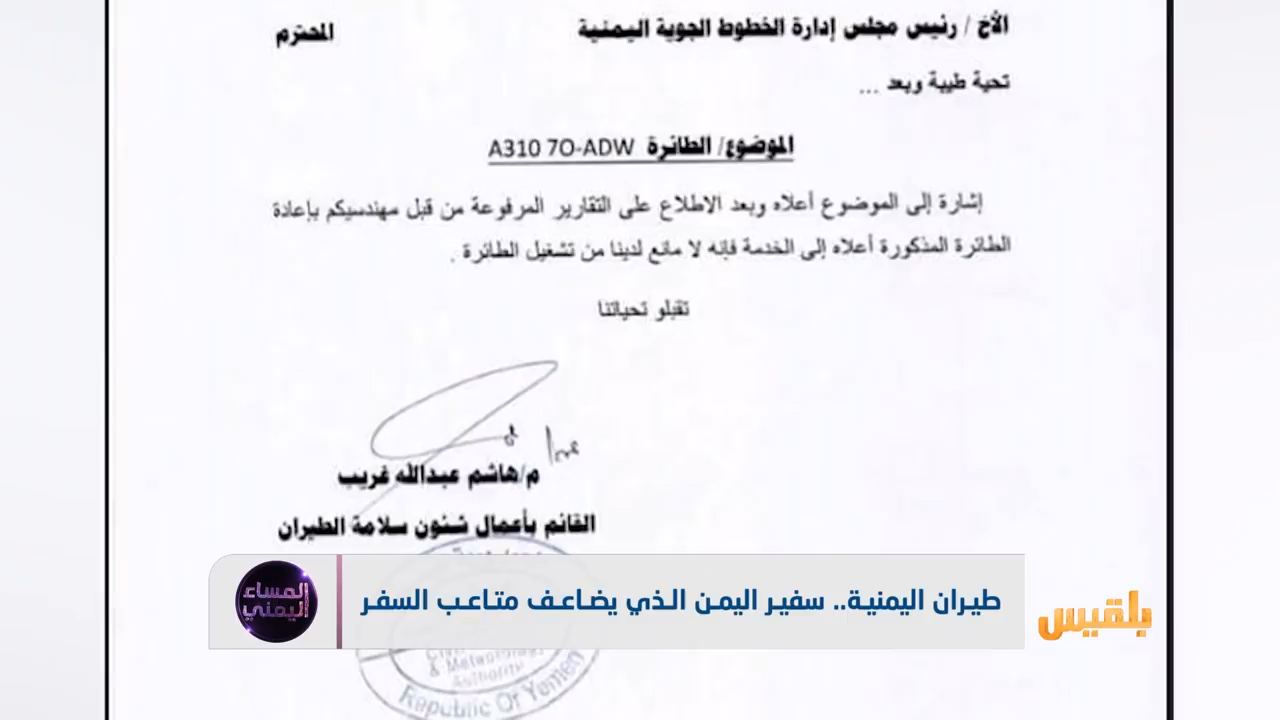 الأخ / رئيس مجلس إدارة الخطوط الجوية اليمنية المحترم
تحية طيبة وبعد ...
الموضوع/ الطائرة A310 7O-ADW
إشارة إلى الموضوع أعلاه وبعد الاطلاع على التقارير المرفوعة من قبل مهندسيكم بإعادة
الطائرة المذكورة أعلاه إلى الخدمة فإنه لا مانع لدينا من تشغيل الطائرة .
تقبلو تحياتنا
م/هاشم عبدالله غريب
القائم بأعمال شئون سلامة الطيران
طيران اليمنية.. سفير اليمن الذي يضاعف متاعب السفر
المساء
اليمني
بلقيس
& Meteorology
Authority
Republic Of Yemen